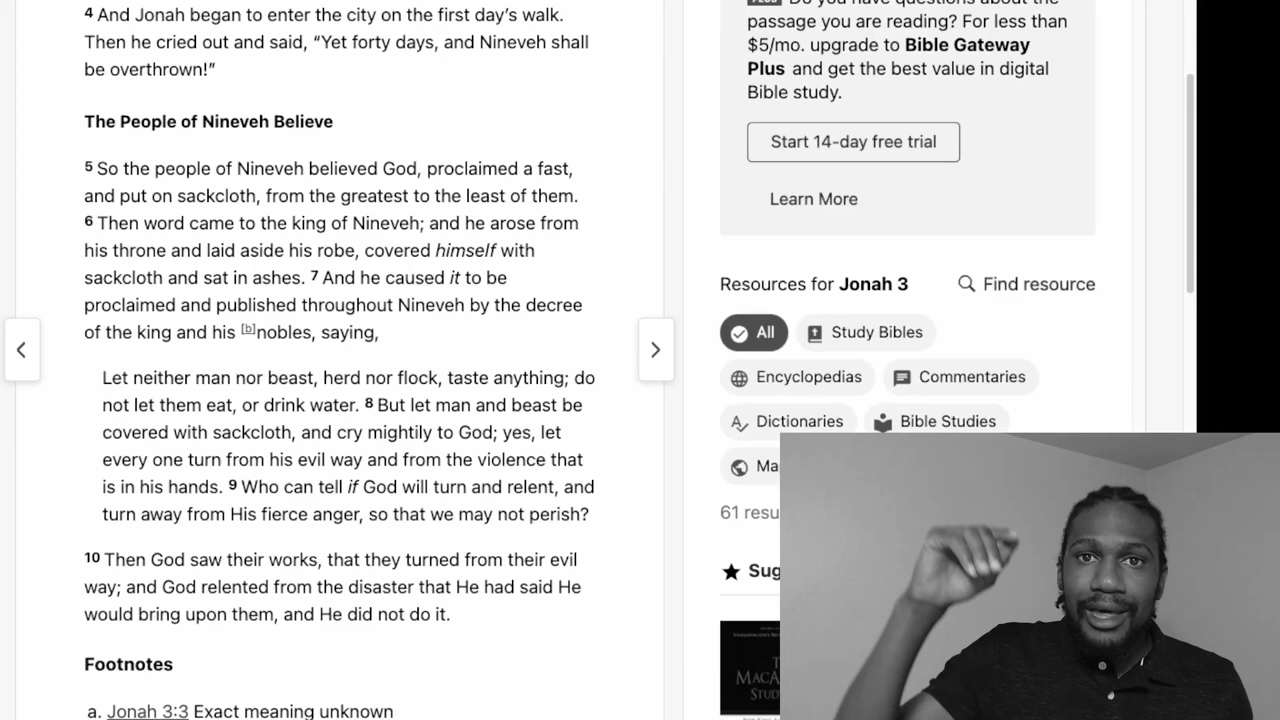 4 And Jonah began to enter the city on the first day’s walk.
Then he cried out and said, “Yet forty days, and Nineveh shall
be overthrown!”
The People of Nineveh Believe
5 So the people of Nineveh believed God, proclaimed a fast,
and put on sackcloth, from the greatest to the least of them.
6 Then word came to the king of Nineveh; and he arose from
his throne and laid aside his robe, covered himself with
sackcloth and sat in ashes. 7 And he caused it to be
proclaimed and published throughout Nineveh by the decree
of the king and his [b]nobles, saying,
Let neither man nor beast, herd nor flock, taste anything; do
not let them eat, or drink water. 8 But let man and beast be
covered with sackcloth, and cry mightily to God; yes, let
every one turn from his evil way and from the violence that
is in his hands. 9 Who can tell if God will turn and relent, and
turn away from His fierce anger, so that we may not perish?
10 Then God saw their works, that they turned from their evil
way; and God relented from the disaster that He had said He
would bring upon them, and He did not do it.
Footnotes
a. Jonah 3:3 Exact meaning unknown
PLUS Do you have questions about the
passage you are reading? For less than
$5/mo. upgrade to Bible Gateway
Plus and get the best value in digital
Bible study.
Start 14-day free trial
Learn More
Resources for Jonah 3
Find resource
All
Study Bibles
Encyclopedias
Commentaries
Dictionaries
Bible Studies
Ma
61 resu
Sug